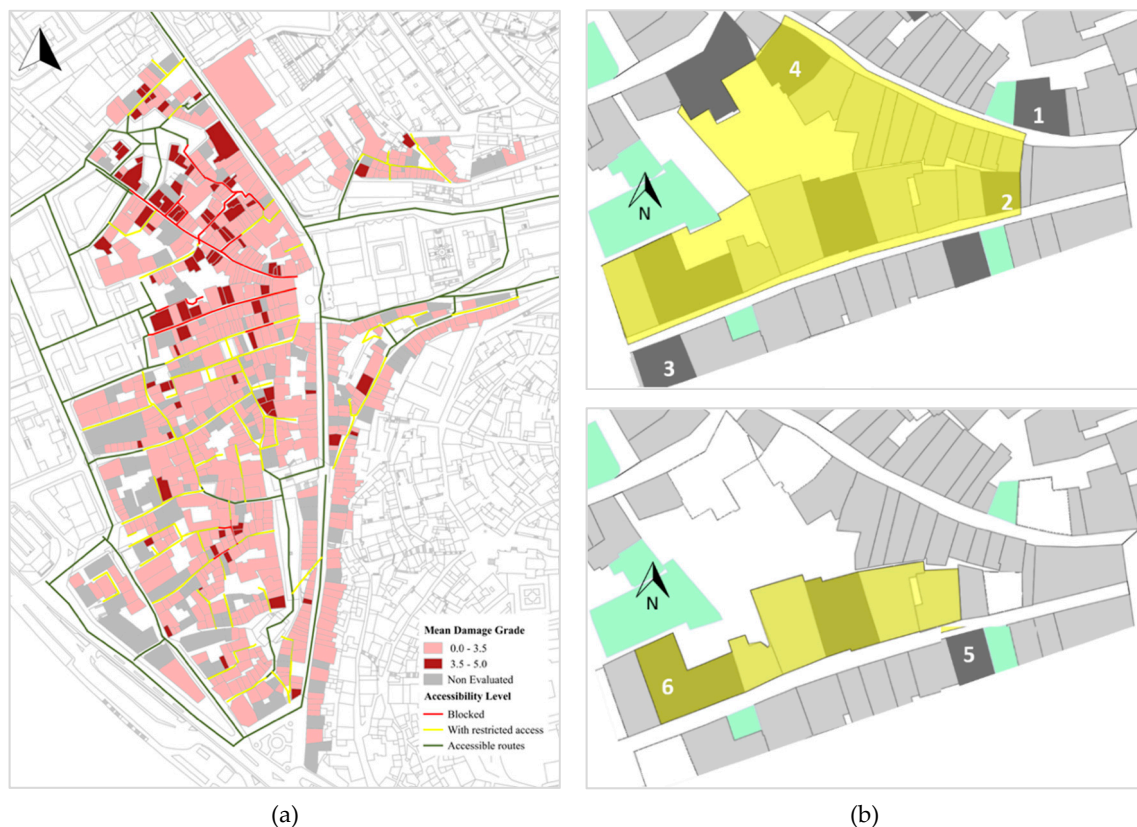 Mean Damage Grade
0.0 - 3.5
3.5 - 5.0
Non Evaluated
Accessibility Level
Blocked
With restricted access
Accessible routes
(a)
4
1
2
N
3
N
5
6
(b)